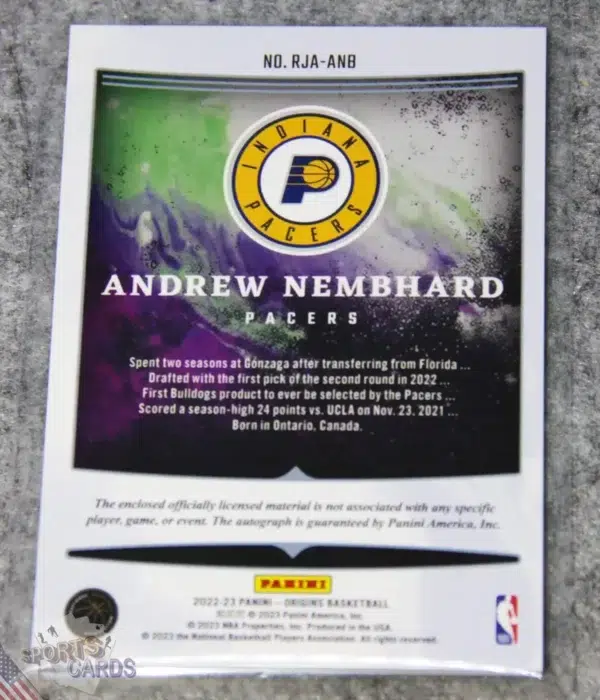 NO. RJA-ANB
INDIANA
P
PACERS
ANDREW NEMBHARD
PACERS
Spent two seasons at Gonzaga after transferring from Florida ...
Drafted with the first pick of the second round in 2022 ...
First Bulldogs product to ever be selected by the Pacers ...
Scored a season-high 24 points vs. UCLA on Nov. 23, 2021 ...
Born in Ontario, Canada.
The enclosed officially licensed material is not associated with any specific
player, game, or event. The autograph is guaranteed by Panini America, Inc.
PANINI
2022-23 PANINI – ORIGINS BASKETBALL
© 2023 Panini America, Inc.
© 2023 NBA Properties, Inc. Produced in the USA.
© 2023 the National Basketball Players Association. All rights reserved.
SPORTS
CARDS